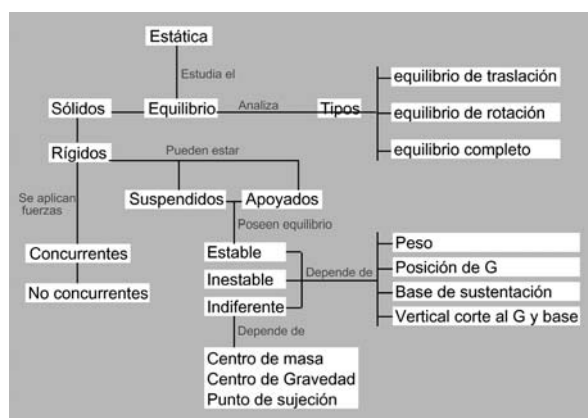 Estática
Estudia el
Sólidos
Equilibrio
Analiza
Tipos
equilibrio de traslación
equilibrio de rotación
equilibrio completo
Rígidos
Pueden estar
Se aplican
fuerzas
Suspendidos
Apoyados
Poseen equilibrio
Concurrentes
No concurrentes
Estable
Inestable
Indiferente
Depende de
Peso
Posición de G
Base de sustentación
Vertical corte al G y base
Depende de
Centro de masa
Centro de Gravedad
Punto de sujeción